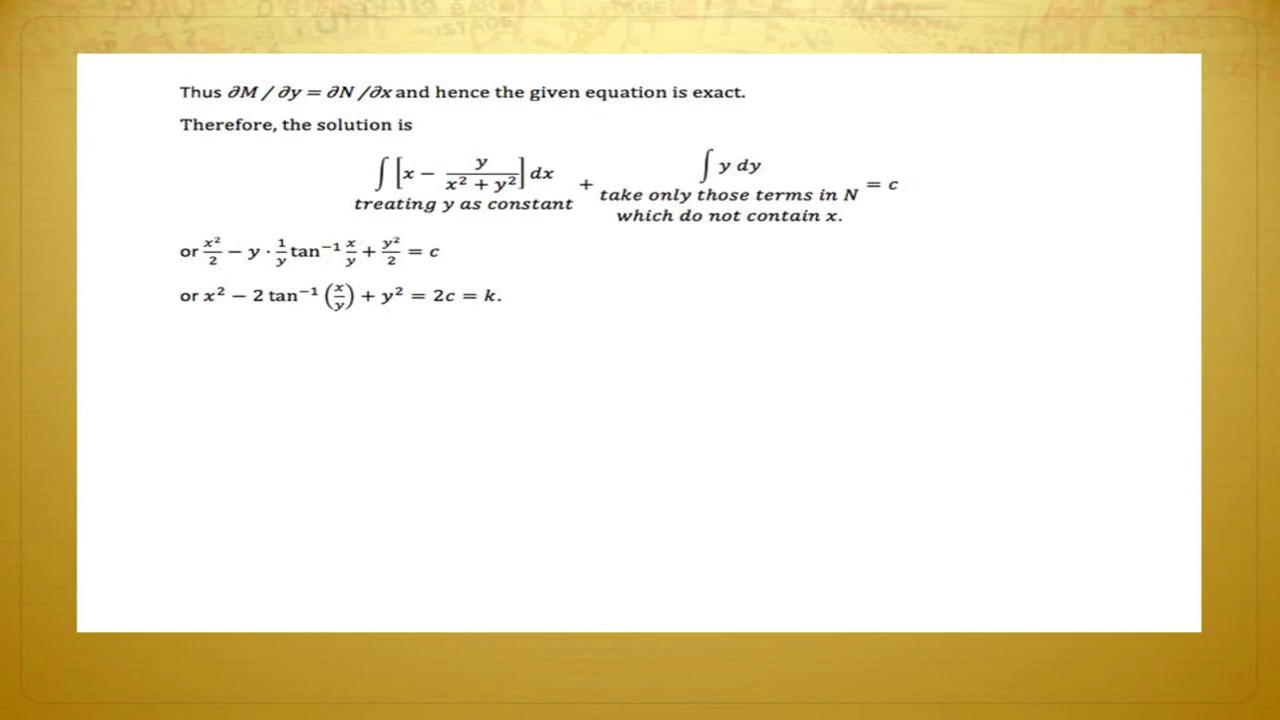 Thus ∂M / ∂y = ∂N /∂x and hence the given equation is exact.
Therefore, the solution is
∫ [x − y/(x² + y²)] dx + ∫ y dy = c
treating y as constant
take only those terms in N
which do not contain x.
or x²/2 − y · 1/y tan⁻¹ x/y + y²/2 = c
or x² − 2 tan⁻¹ (x/y) + y² = 2c = k.